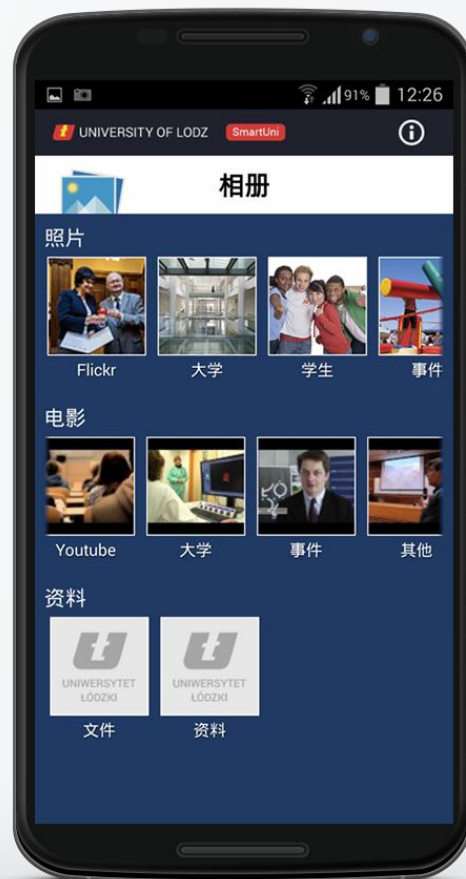 91% 12:26
UNIVERSITY OF LODZ SmartUni
相册
照片
Flickr 大学 学生 事件
电影
Youtube 大学 事件 其他
资料
UNIWERSYTET ŁÓDZKI
UNIWERSYTET ŁÓDZKI
文件 资料